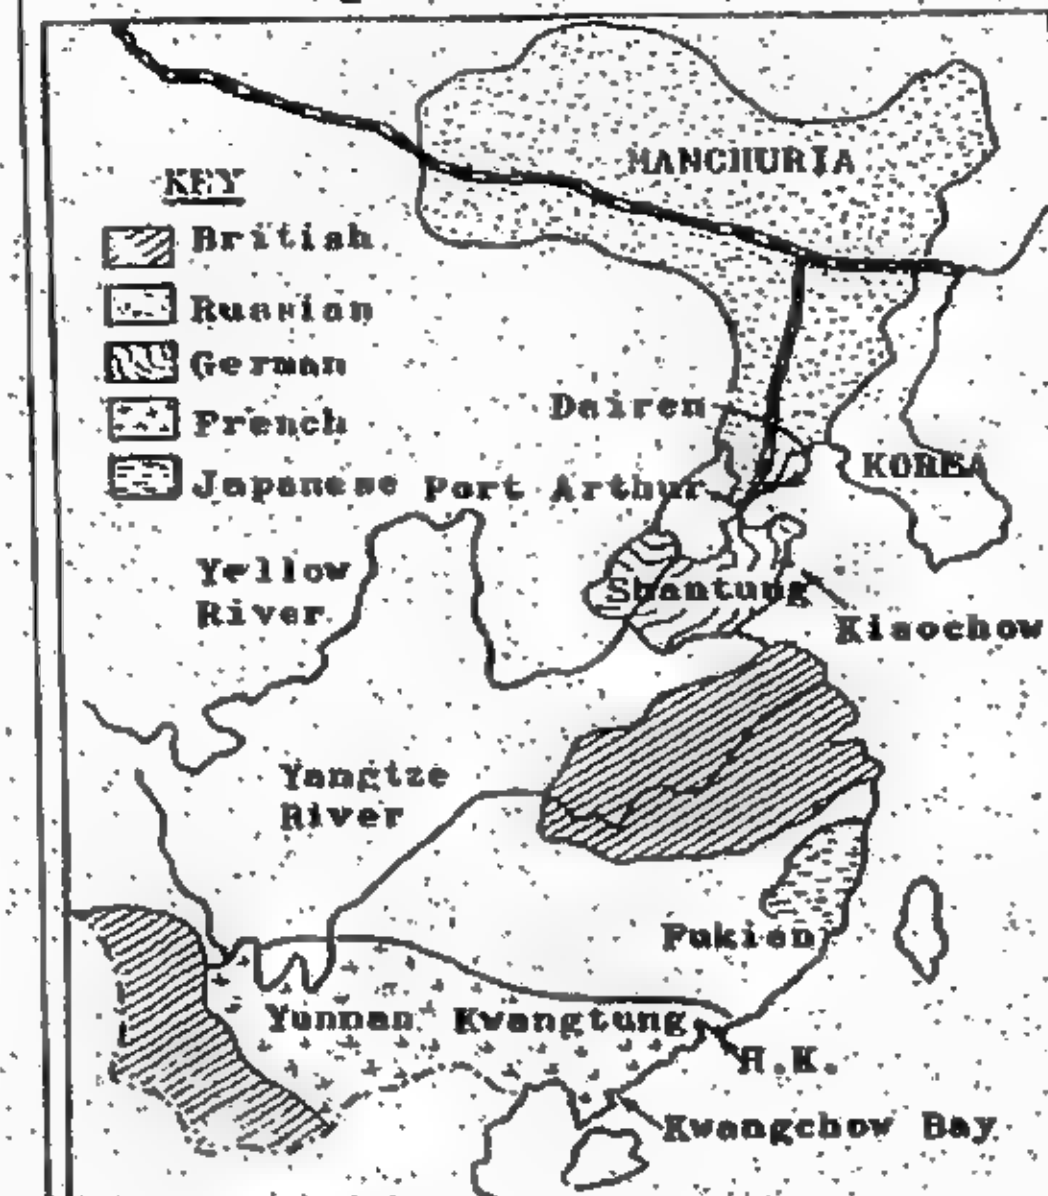 MANCHURIA
KEY
British
Russian
German
French
Japanese
Dairen
Port Arthur
KOREA
Yellow
River
Shantung
Kiaochow
Yangtze
River
Fukien
Yunnan Kwangtung
H.K.
Kwangchow Bay